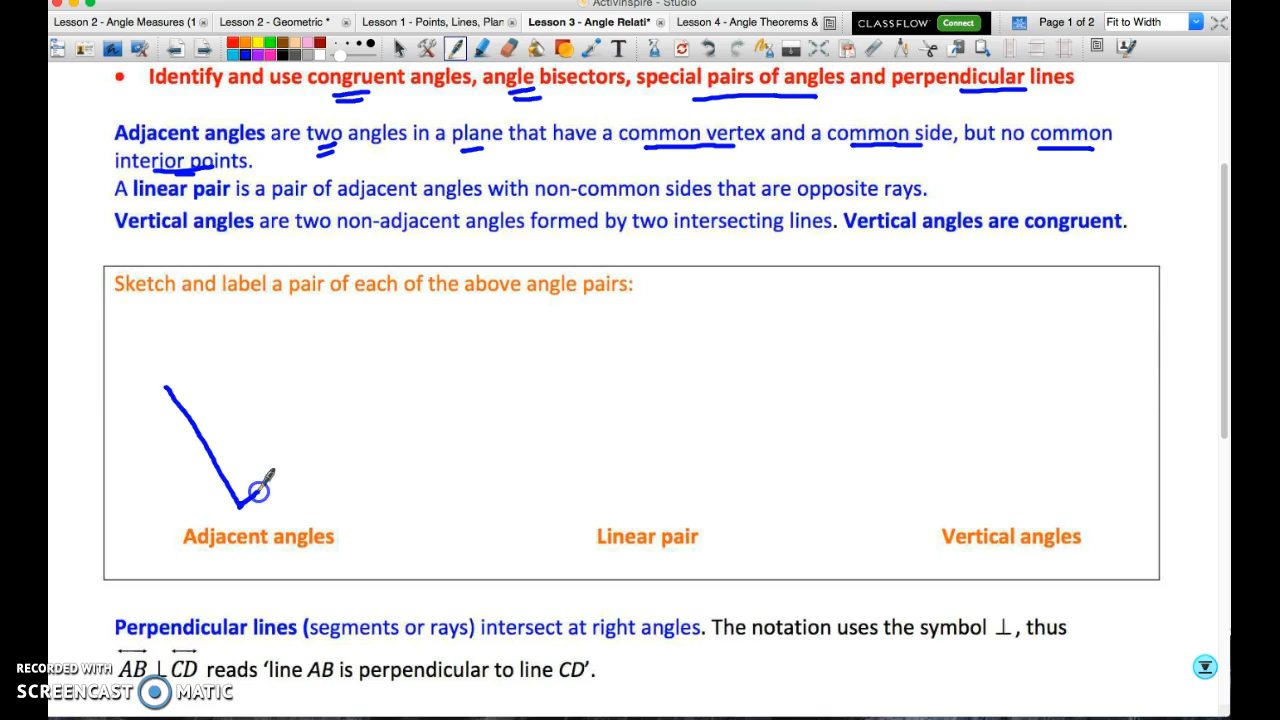 ActivInspire - Studio
Lesson 2 - Angle Measures (1 Lesson 2 - Geometric * Lesson 1 - Points, Lines, Plan Lesson 3 - Angle Relati* Lesson 4 - Angle Theorems & CLASSFLOW Connect Page 1 of 2 Fit to Width
• Identify and use congruent angles, angle bisectors, special pairs of angles and perpendicular lines
Adjacent angles are two angles in a plane that have a common vertex and a common side, but no common
interior points.
A linear pair is a pair of adjacent angles with non-common sides that are opposite rays.
Vertical angles are two non-adjacent angles formed by two intersecting lines. Vertical angles are congruent.
Sketch and label a pair of each of the above angle pairs:
Adjacent angles Linear pair Vertical angles
Perpendicular lines (segments or rays) intersect at right angles. The notation uses the symbol ⊥, thus
AB ⊥ CD reads ‘line AB is perpendicular to line CD’.
RECORDED WITH
SCREENCAST MATIC